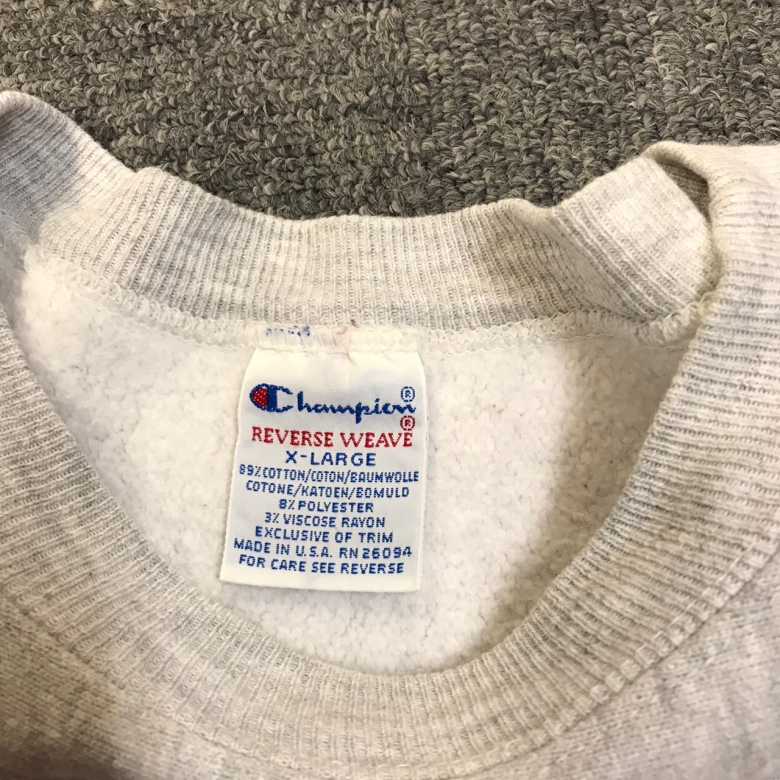 Champion®
REVERSE WEAVE®
X-LARGE
89% COTTON/COTON/BAUMWOLLE
COTONE/KATOEN/BOMULD
8% POLYESTER
3% VISCOSE RAYON
EXCLUSIVE OF TRIM
MADE IN U.S.A. RN 26094
FOR CARE SEE REVERSE